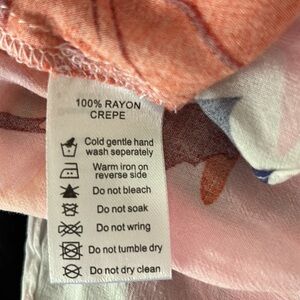 100% RAYON
CREPE
Cold gentle hand
wash seperately
Warm iron on
reverse side
Do not bleach
Do not soak
Do not wring
Do not tumble dry
Do not dry clean